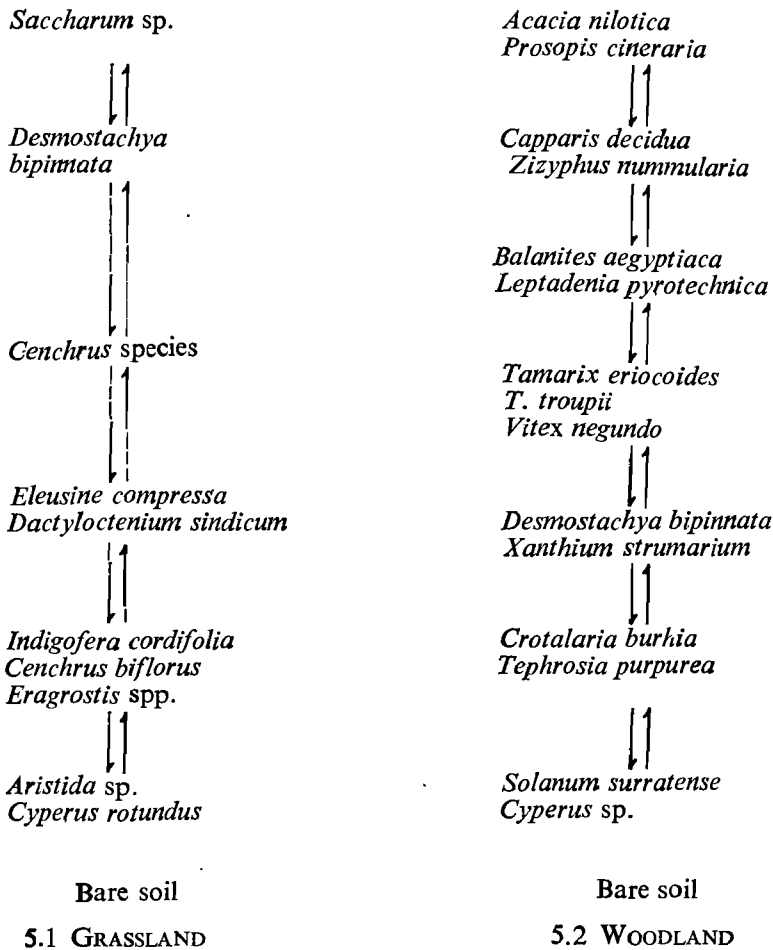 Saccharum sp.
Desmostachya
bipinnata
Cenchrus species
Eleusine compressa
Dactyloctenium sindicum
Indigofera cordifolia
Cenchrus biflorus
Eragrostis spp.
Aristida sp.
Cyperus rotundus
Bare soil
5.1 GRASSLAND
Acacia nilotica
Prosopis cineraria
Capparis decidua
Zizyphus nummularia
Balanites aegyptiaca
Leptadenia pyrotechnica
Tamarix eriocoides
T. troupii
Vitex negundo
Desmostachya bipinnata
Xanthium strumarium
Crotalaria burhia
Tephrosia purpurea
Solanum surratense
Cyperus sp.
Bare soil
5.2 WOODLAND